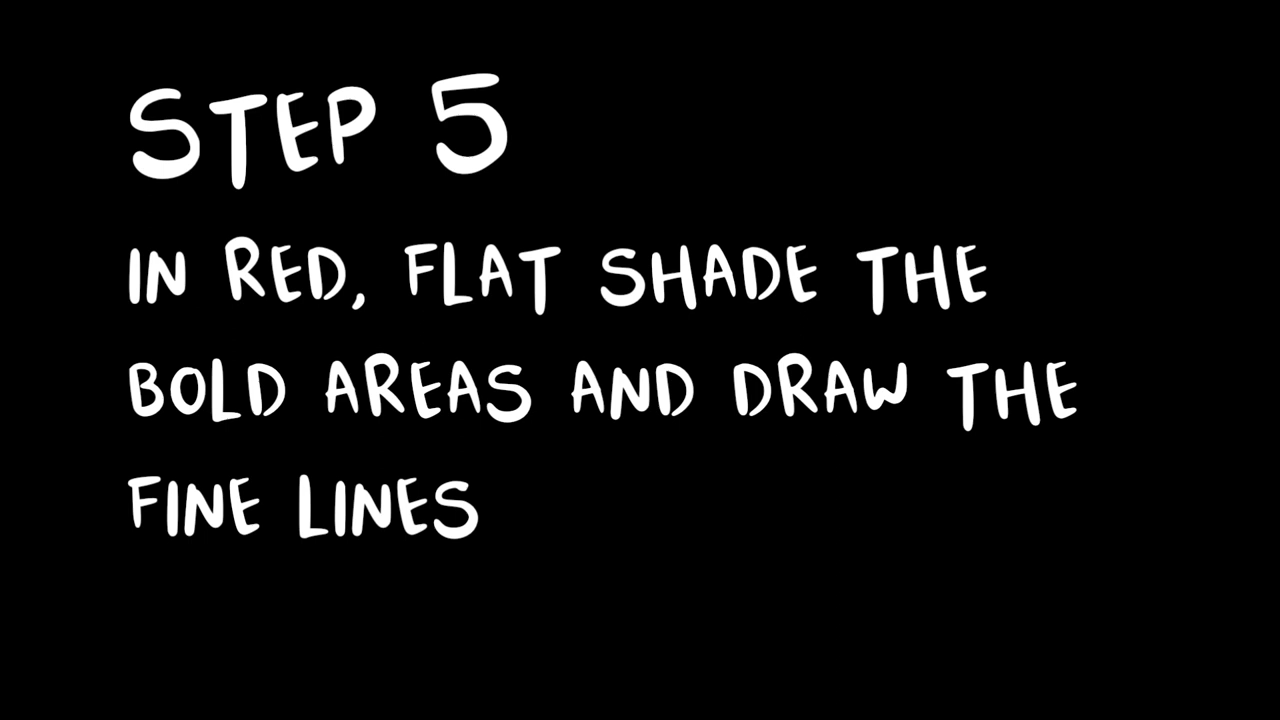 STEP 5
IN RED, FLAT SHADE THE
BOLD AREAS AND DRAW THE
FINE LINES